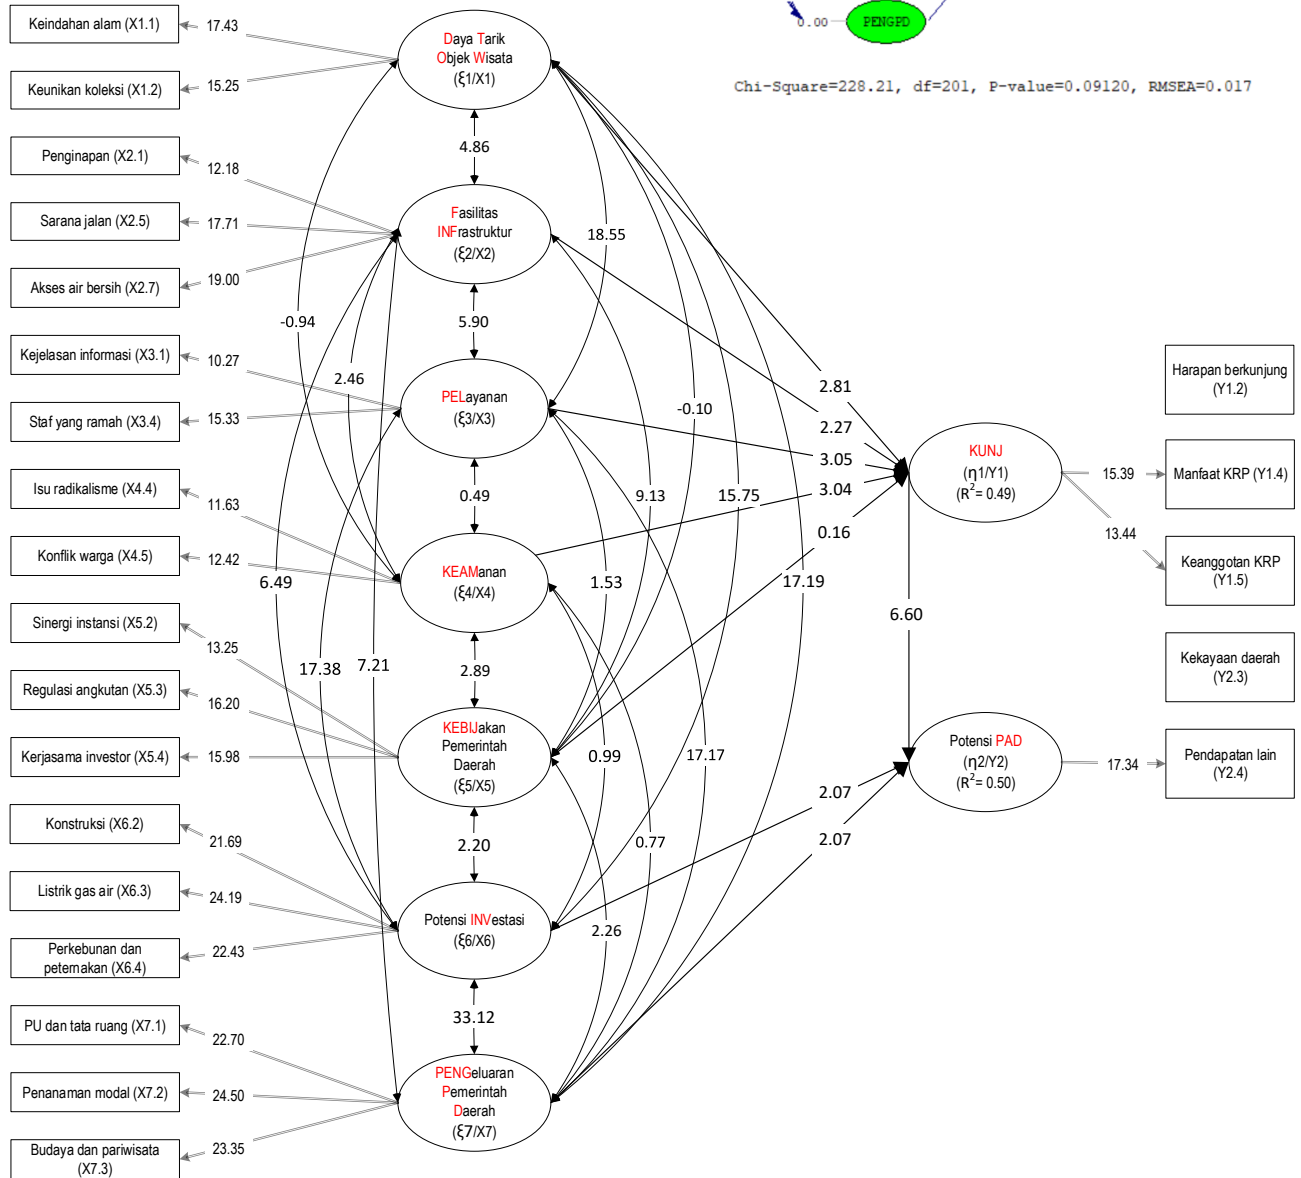 Keindahan alam (X1.1)
Keunikan koleksi (X1.2)
Penginapan (X2.1)
Sarana jalan (X2.5)
Akses air bersih (X2.7)
Kejelasan informasi (X3.1)
Staf yang ramah (X3.4)
Isu radikalisme (X4.4)
Konflik warga (X4.5)
Sinergi instansi (X5.2)
Regulasi angkutan (X5.3)
Kerjasama investor (X5.4)
Konstruksi (X6.2)
Listrik gas air (X6.3)
Perkebunan dan
peternakan (X6.4)
PU dan tata ruang (X7.1)
Penanaman modal (X7.2)
Budaya dan pariwisata
(X7.3)
17.43
15.25
12.18
17.71
19.00
10.27
15.33
11.63
12.42
13.25
16.20
15.98
21.69
24.19
22.43
22.70
24.50
23.35
Daya Tarik
Objek Wisata
(ξ1/X1)
4.86
Fasilitas
INFrastruktur
(ξ2/X2)
5.90
PELayanan
(ξ3/X3)
0.49
KEAManan
(ξ4/X4)
2.89
KEBIJakan
Pemerintah
Daerah
(ξ5/X5)
2.20
Potensi INVestasi
(ξ6/X6)
33.12
PENGeluaran
Pemerintah
Daerah
(ξ7/X7)
-0.94
2.46
6.49
17.38
7.21
18.55
-0.10
9.13
15.75
1.53
17.19
0.99
17.17
0.77
2.26
2.81
2.27
3.05
3.04
0.16
6.60
2.07
2.07
0.00
PENGPD
Chi-Square=228.21, df=201, P-value=0.09120, RMSEA=0.017
KUNJ
(η1/Y1)
(R²= 0.49)
Potensi PAD
(η2/Y2)
(R²= 0.50)
15.39
13.44
17.34
Harapan berkunjung
(Y1.2)
Manfaat KRP (Y1.4)
Keanggotan KRP
(Y1.5)
Kekayaan daerah
(Y2.3)
Pendapatan lain
(Y2.4)